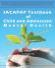 IACAPAP Textbook
of
Child and Adolescent
Mental Health